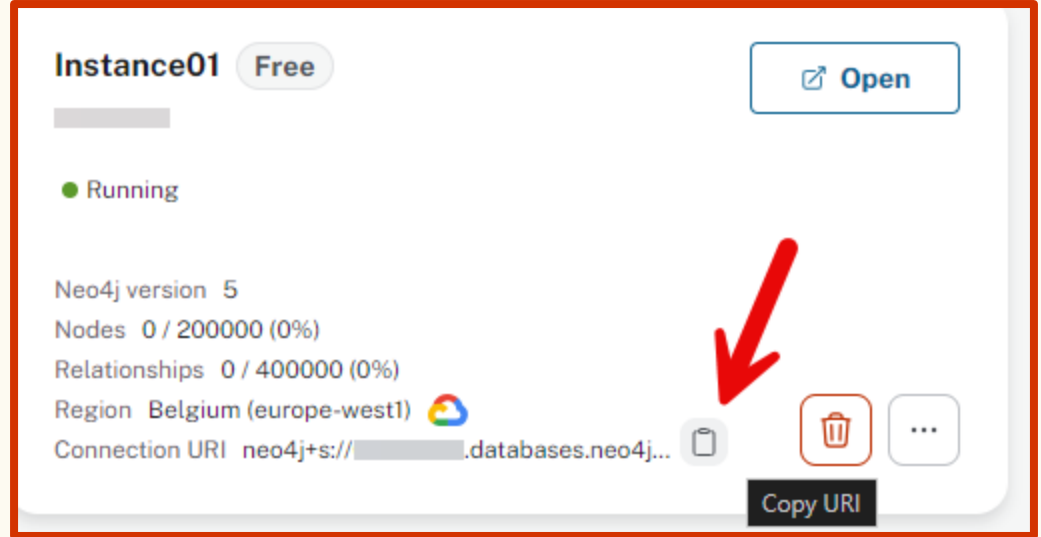 Instance01 Free
Open
Running
Neo4j version 5
Nodes 0 / 200000 (0%)
Relationships 0 / 400000 (0%)
Region Belgium (europe-west1)
Connection URI neo4j+s:// .databases.neo4j...
Copy URI